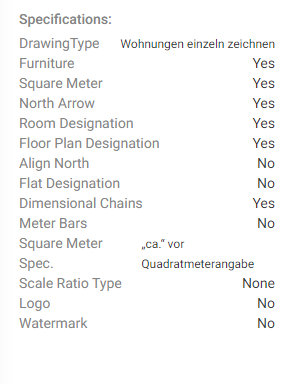 Specifications:
DrawingType Wohnungen einzeln zeichnen
Furniture Yes
Square Meter Yes
North Arrow Yes
Room Designation Yes
Floor Plan Designation Yes
Align North No
Flat Designation No
Dimensional Chains Yes
Meter Bars No
Square Meter „ca.“ vor
Spec. Quadratmeterangabe
Scale Ratio Type None
Logo No
Watermark No